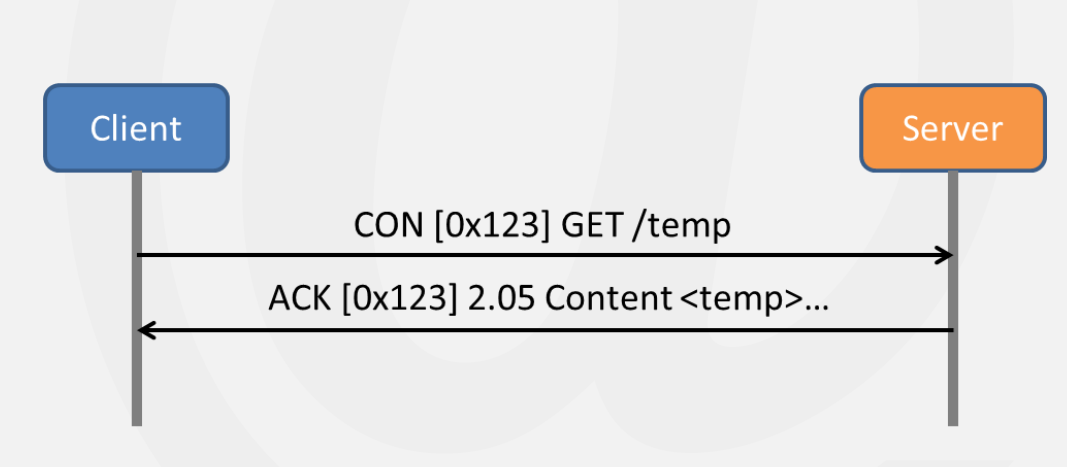 Client
Server
CON [0x123] GET /temp
ACK [0x123] 2.05 Content <temp>...